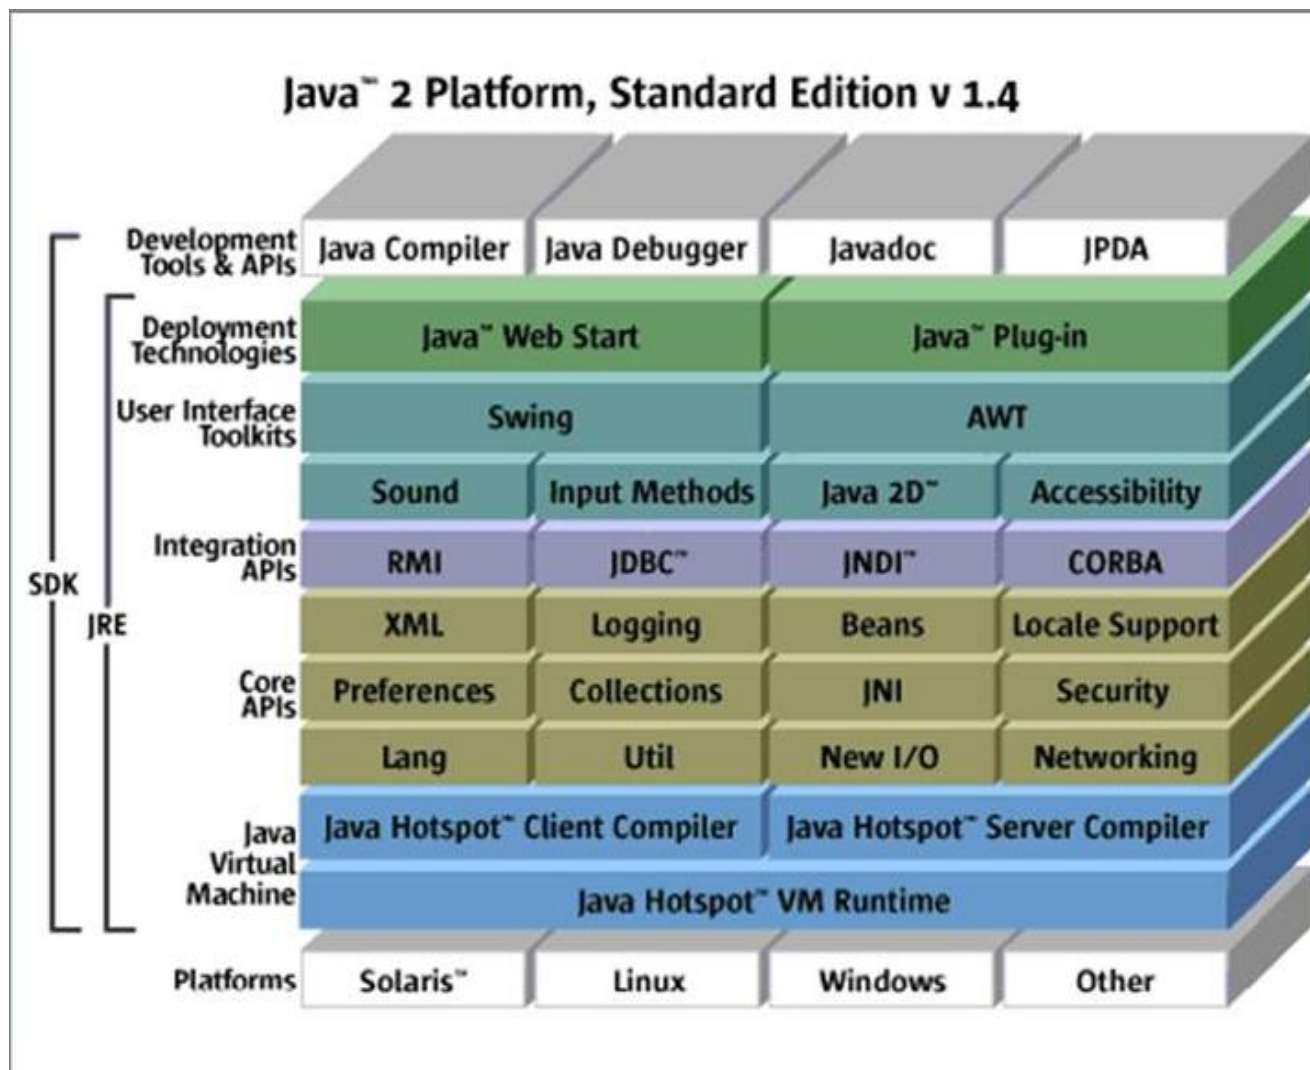 Java™ 2 Platform, Standard Edition v 1.4
Development
Tools & APIs
Java Compiler
Java Debugger
Javadoc
JPDA
Deployment
Technologies
Java™ Web Start
Java™ Plug-in
User Interface
Toolkits
Swing
AWT
Sound
Input Methods
Java 2D™
Accessibility
Integration
APIs
RMI
JDBC™
JNDI™
CORBA
SDK
JRE
XML
Logging
Beans
Locale Support
Core
APIs
Preferences
Collections
JNI
Security
Lang
Util
New I/O
Networking
Java
Virtual
Machine
Java Hotspot™ Client Compiler
Java Hotspot™ Server Compiler
Java Hotspot™ VM Runtime
Platforms
Solaris™
Linux
Windows
Other